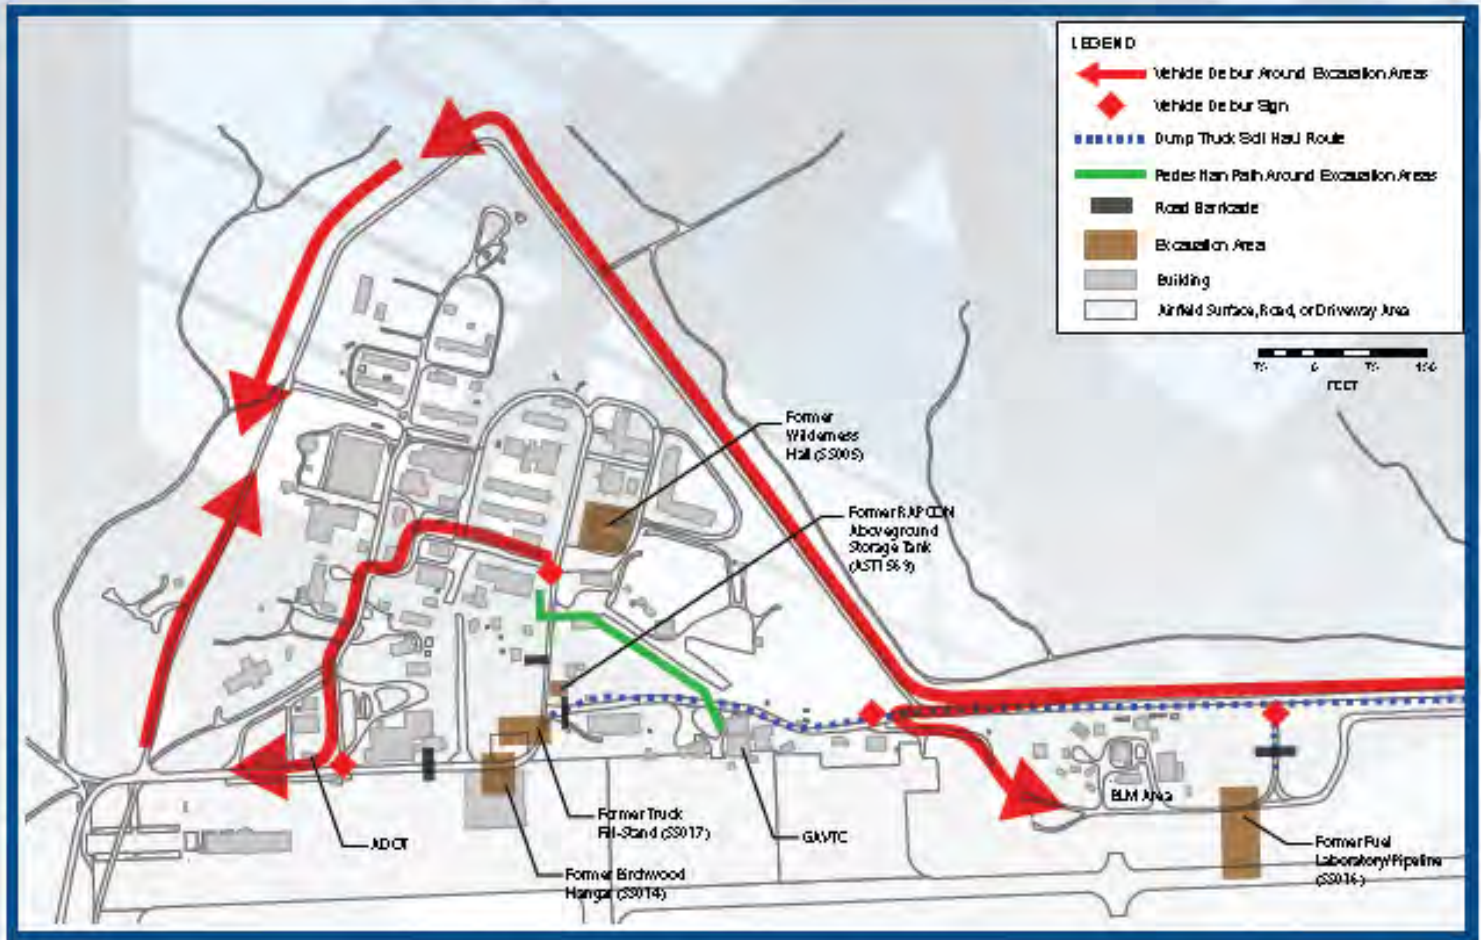 LEGEND
Vehicle Detour Around Excavation Areas
Vehicle Detour Sign
Dump Truck Soil Haul Route
Pedestrian Path Around Excavation Areas
Road Barricade
Excavation Area
Building
Airfield Surface, Road, or Driveway Area
FEET
Former
Wilderness
Hall (SS005)
Former RAPCON
Aboveground
Storage Tank
(AST1569)
BLM Area
Former Truck
Fill-Stand (SS017)
GAVTC
ADOT
Former Birchwood
Hangar (SS014)
Former Fuel
Laboratory/Pipeline
(SS016)